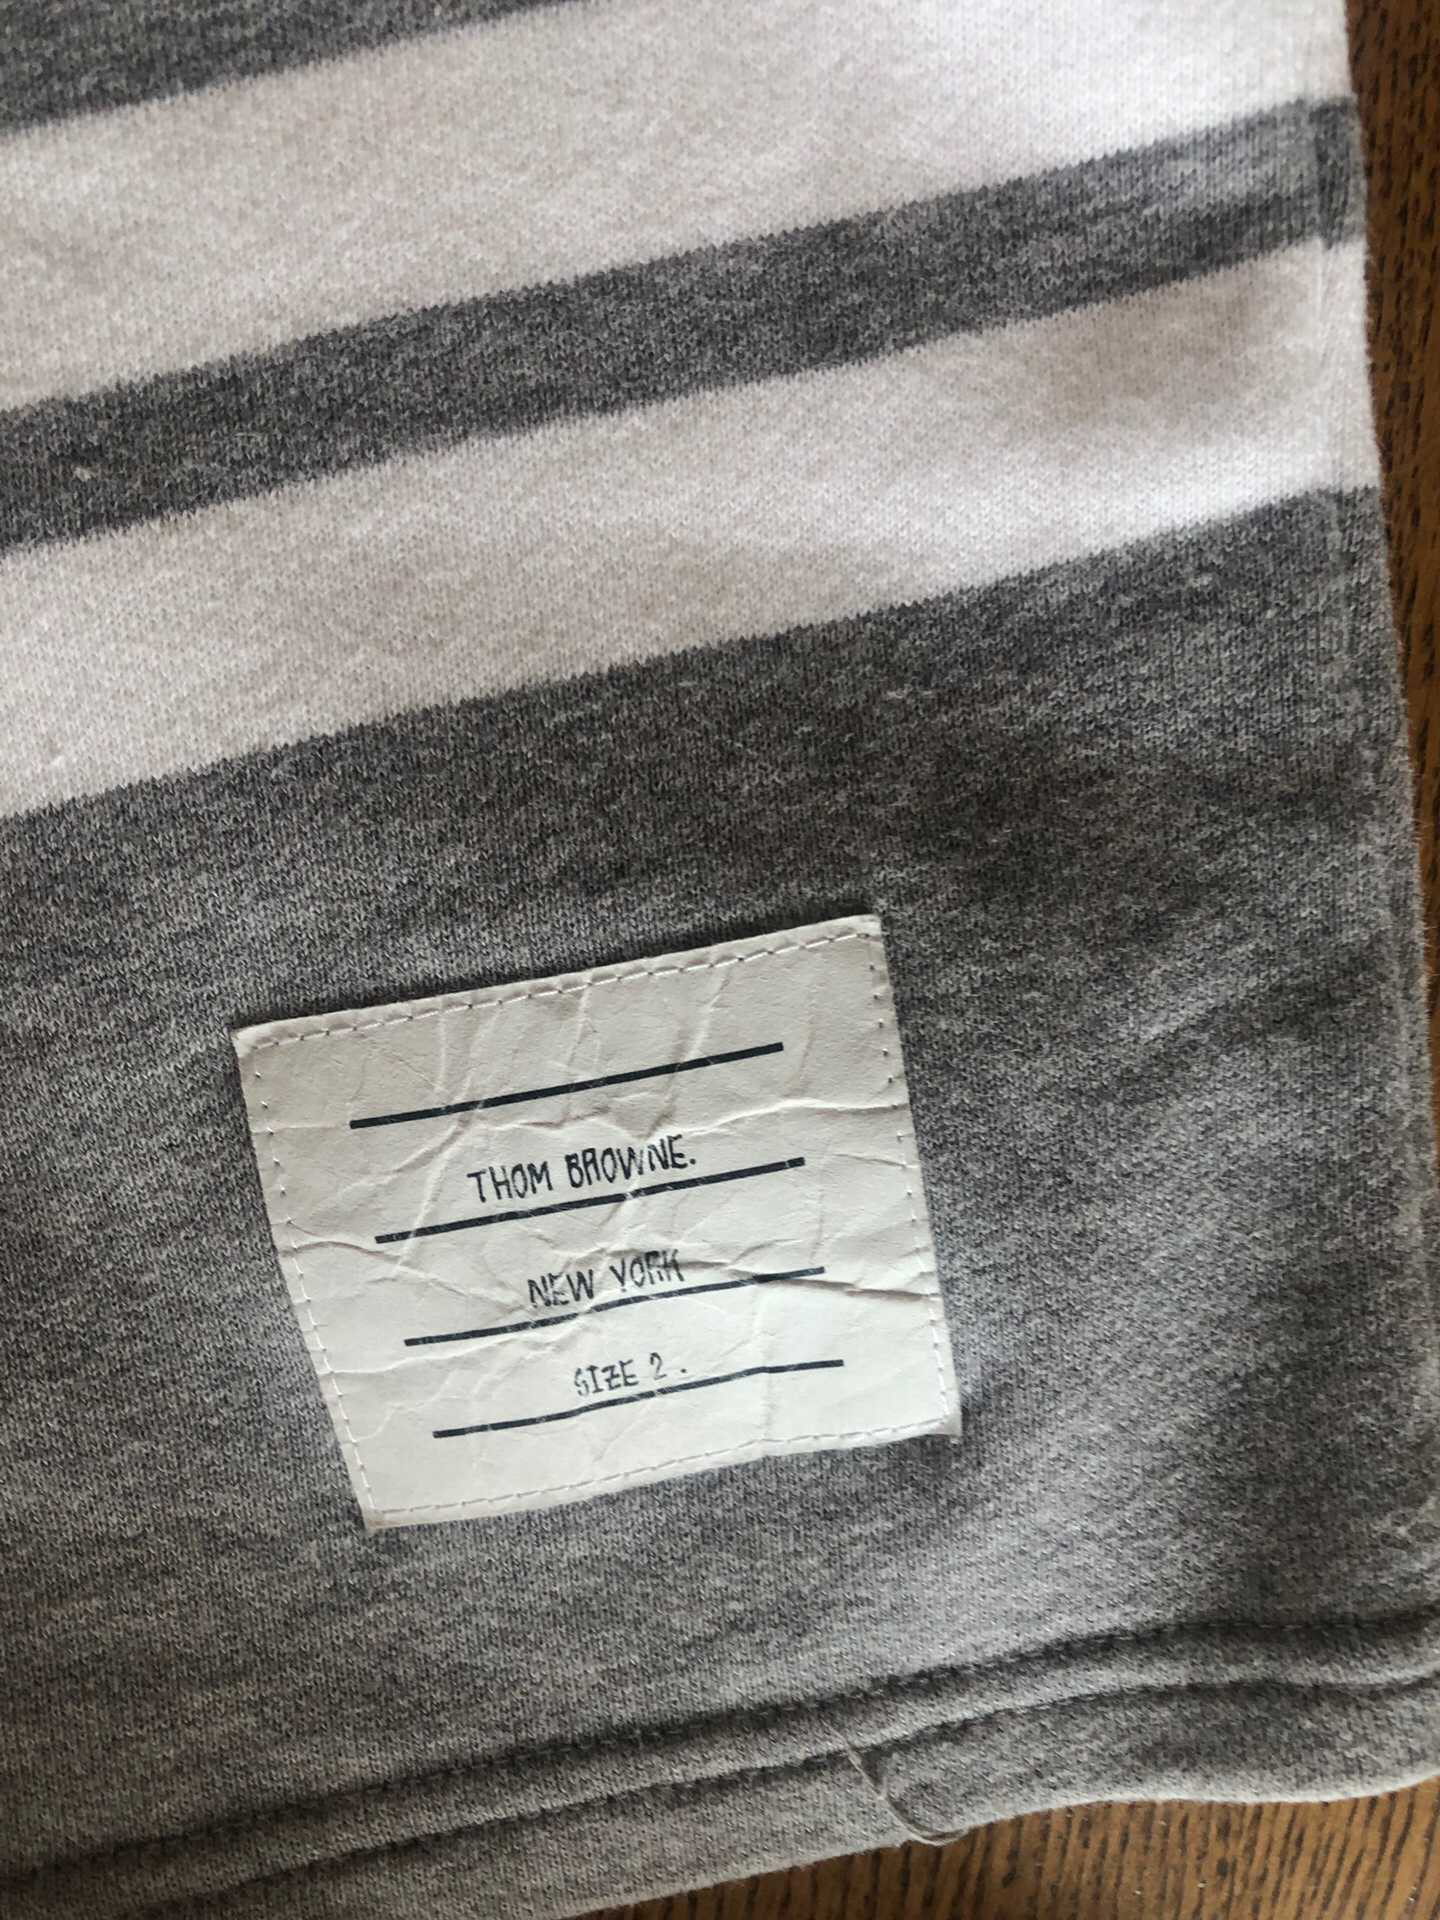 THOM BROWNE.
NEW YORK
SIZE 2.